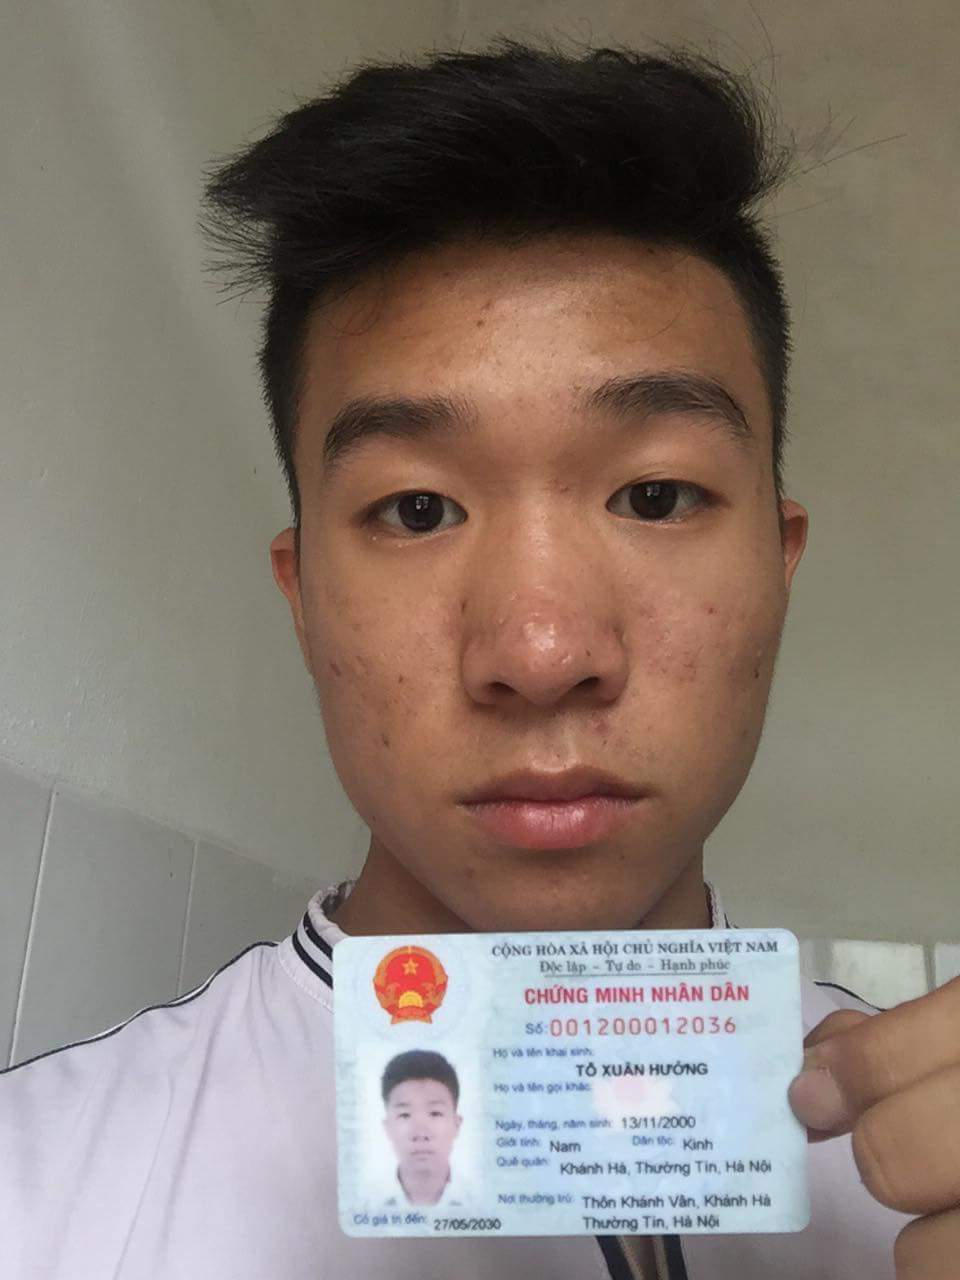 CỘNG HÒA XÃ HỘI CHỦ NGHĨA VIỆT NAM
Độc lập - Tự do - Hạnh phúc
CHỨNG MINH NHÂN DÂN
Số: 001200012036
Họ và tên khai sinh:
TÔ XUÂN HƯỞNG
Họ và tên gọi khác:
Ngày, tháng, năm sinh: 13/11/2000
Giới tính: Nam Dân tộc: Kinh
Quê quán: Khánh Hà, Thường Tín, Hà Nội
Nơi thường trú: Thôn Khánh Vân, Khánh Hà
Thường Tín, Hà Nội
Có giá trị đến: 27/05/2030